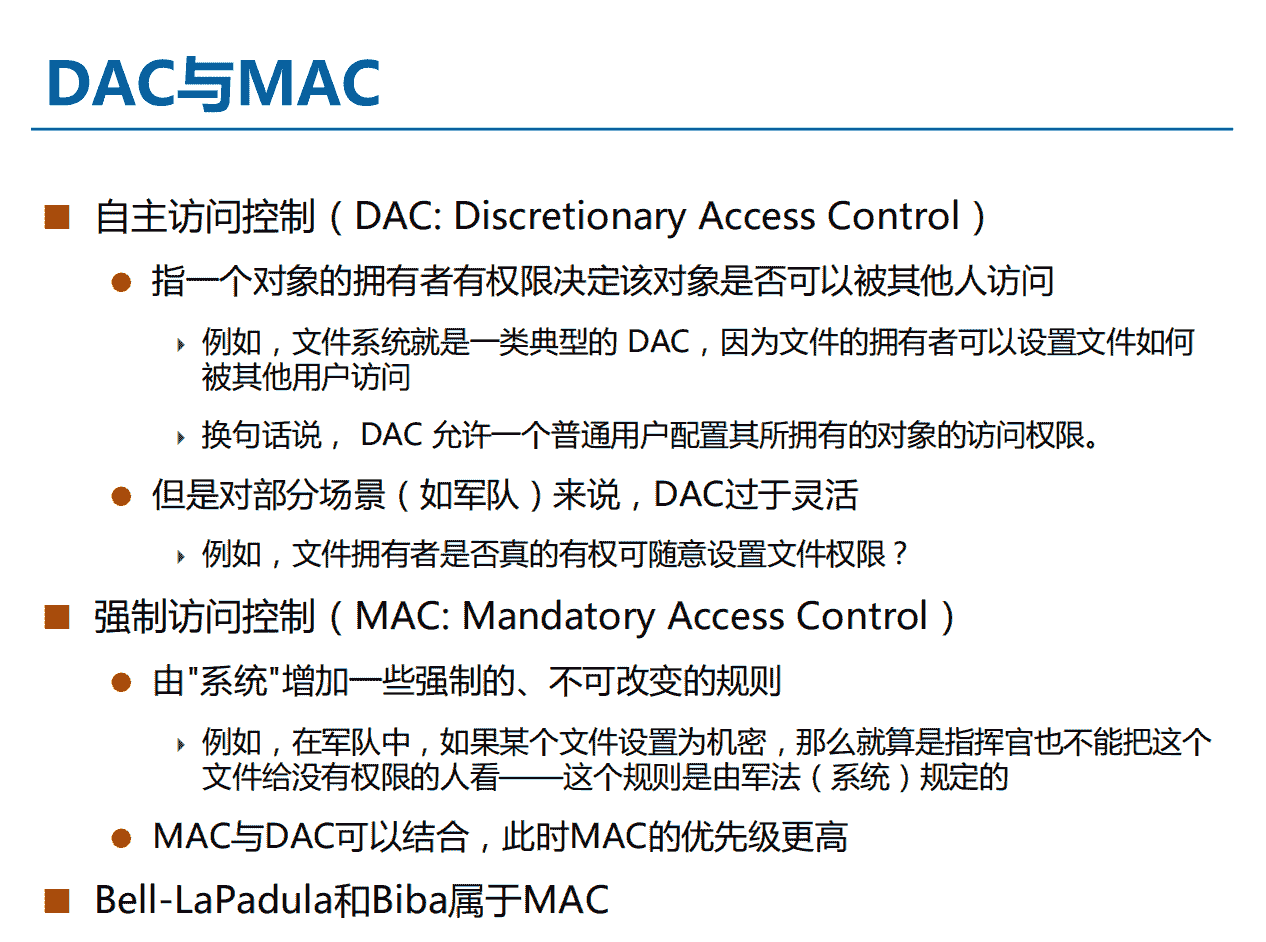 DAC与MAC
自主访问控制（DAC: Discretionary Access Control）
指一个对象的拥有者有权限决定该对象是否可以被其他人访问
例如，文件系统就是一类典型的 DAC，因为文件的拥有者可以设置文件如何
被其他用户访问
换句话说， DAC 允许一个普通用户配置其所拥有的对象的访问权限。
但是对部分场景（如军队）来说，DAC过于灵活
例如，文件拥有者是否真的有权可随意设置文件权限？
强制访问控制（MAC: Mandatory Access Control）
由"系统"增加一些强制的、不可改变的规则
例如，在军队中，如果某个文件设置为机密，那么就算是指挥官也不能把这个
文件给没有权限的人看——这个规则是由军法（系统）规定的
MAC与DAC可以结合，此时MAC的优先级更高
Bell-LaPadula和Biba属于MAC